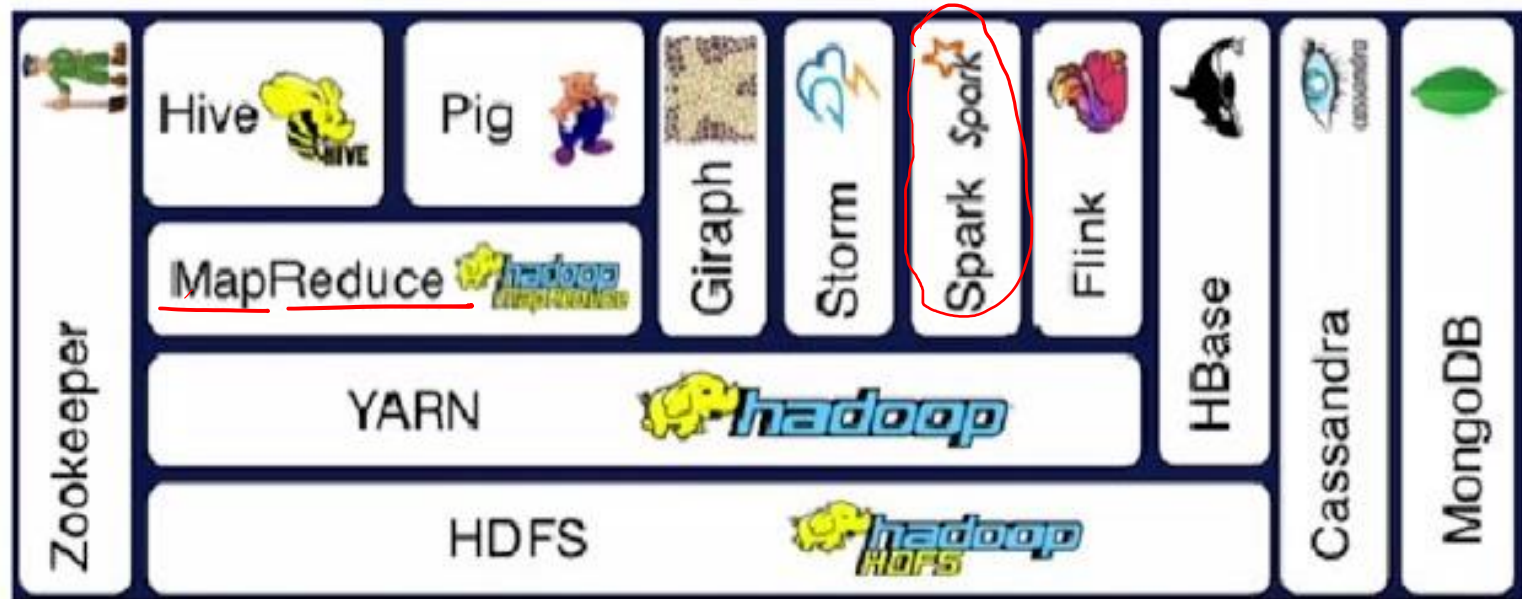 Zookeeper
Hive
HIVE
Pig
MapReduce
hadoop
MapReduce
Giraph
Storm
Spark
Spark
Flink
YARN
hadoop
HDFS
hadoop
HDFS
HBase
Cassandra
cassandra
MongoDB